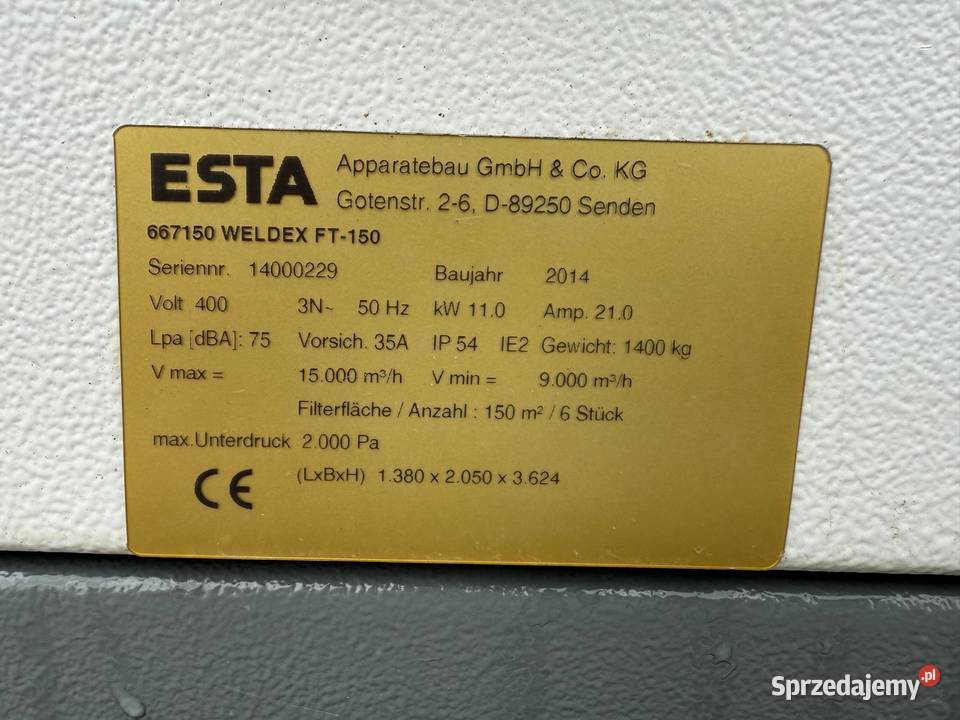 ESTA Apparatebau GmbH & Co. KG
Gotenstr. 2-6, D-89250 Senden
667150 WELDEX FT-150
Seriennr. 14000229 Baujahr 2014
Volt 400 3N~ 50 Hz kW 11.0 Amp. 21.0
Lpa [dBA]: 75 Vorsich. 35A IP 54 IE2 Gewicht: 1400 kg
V max = 15.000 m³/h V min = 9.000 m³/h
Filterfläche / Anzahl : 150 m² / 6 Stück
max.Unterdruck 2.000 Pa
CE (LxBxH) 1.380 x 2.050 x 3.624
Sprzedajemy.pl